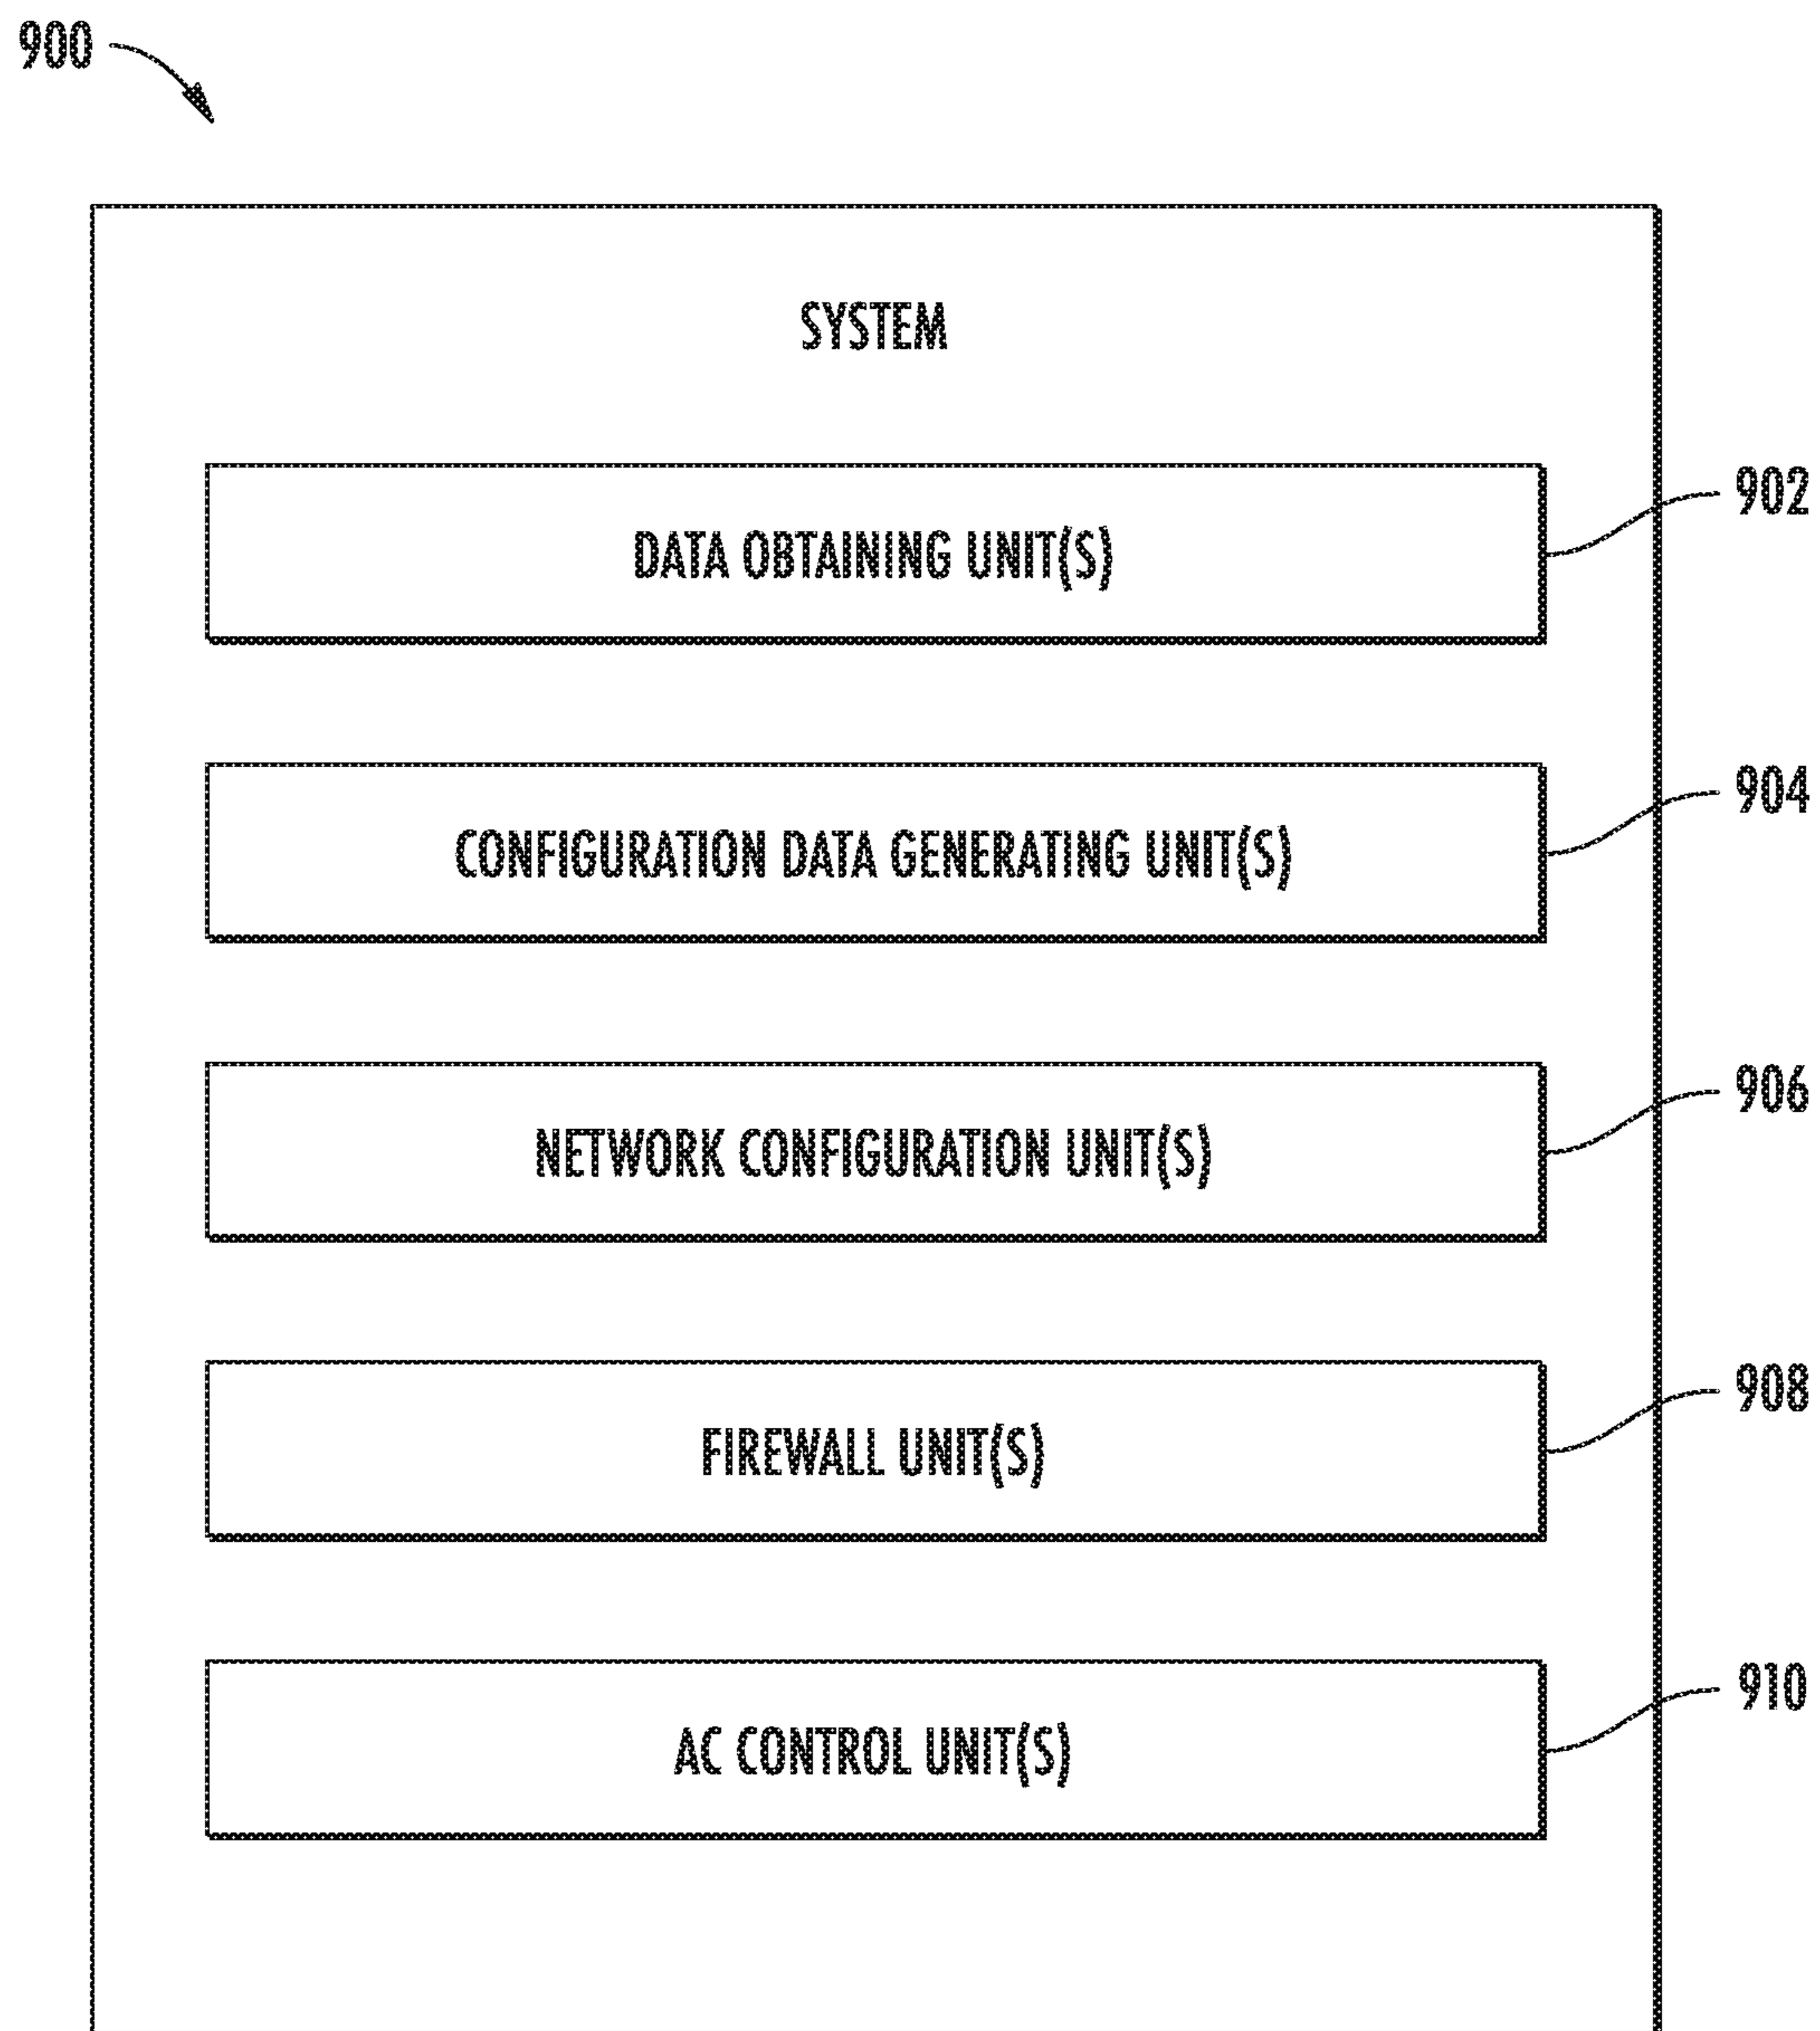 900
SYSTEM
DATA OBTAINING UNIT(S)
902
CONFIGURATION DATA GENERATING UNIT(S)
904
NETWORK CONFIGURATION UNIT(S)
906
FIREWALL UNIT(S)
908
AC CONTROL UNIT(S)
910